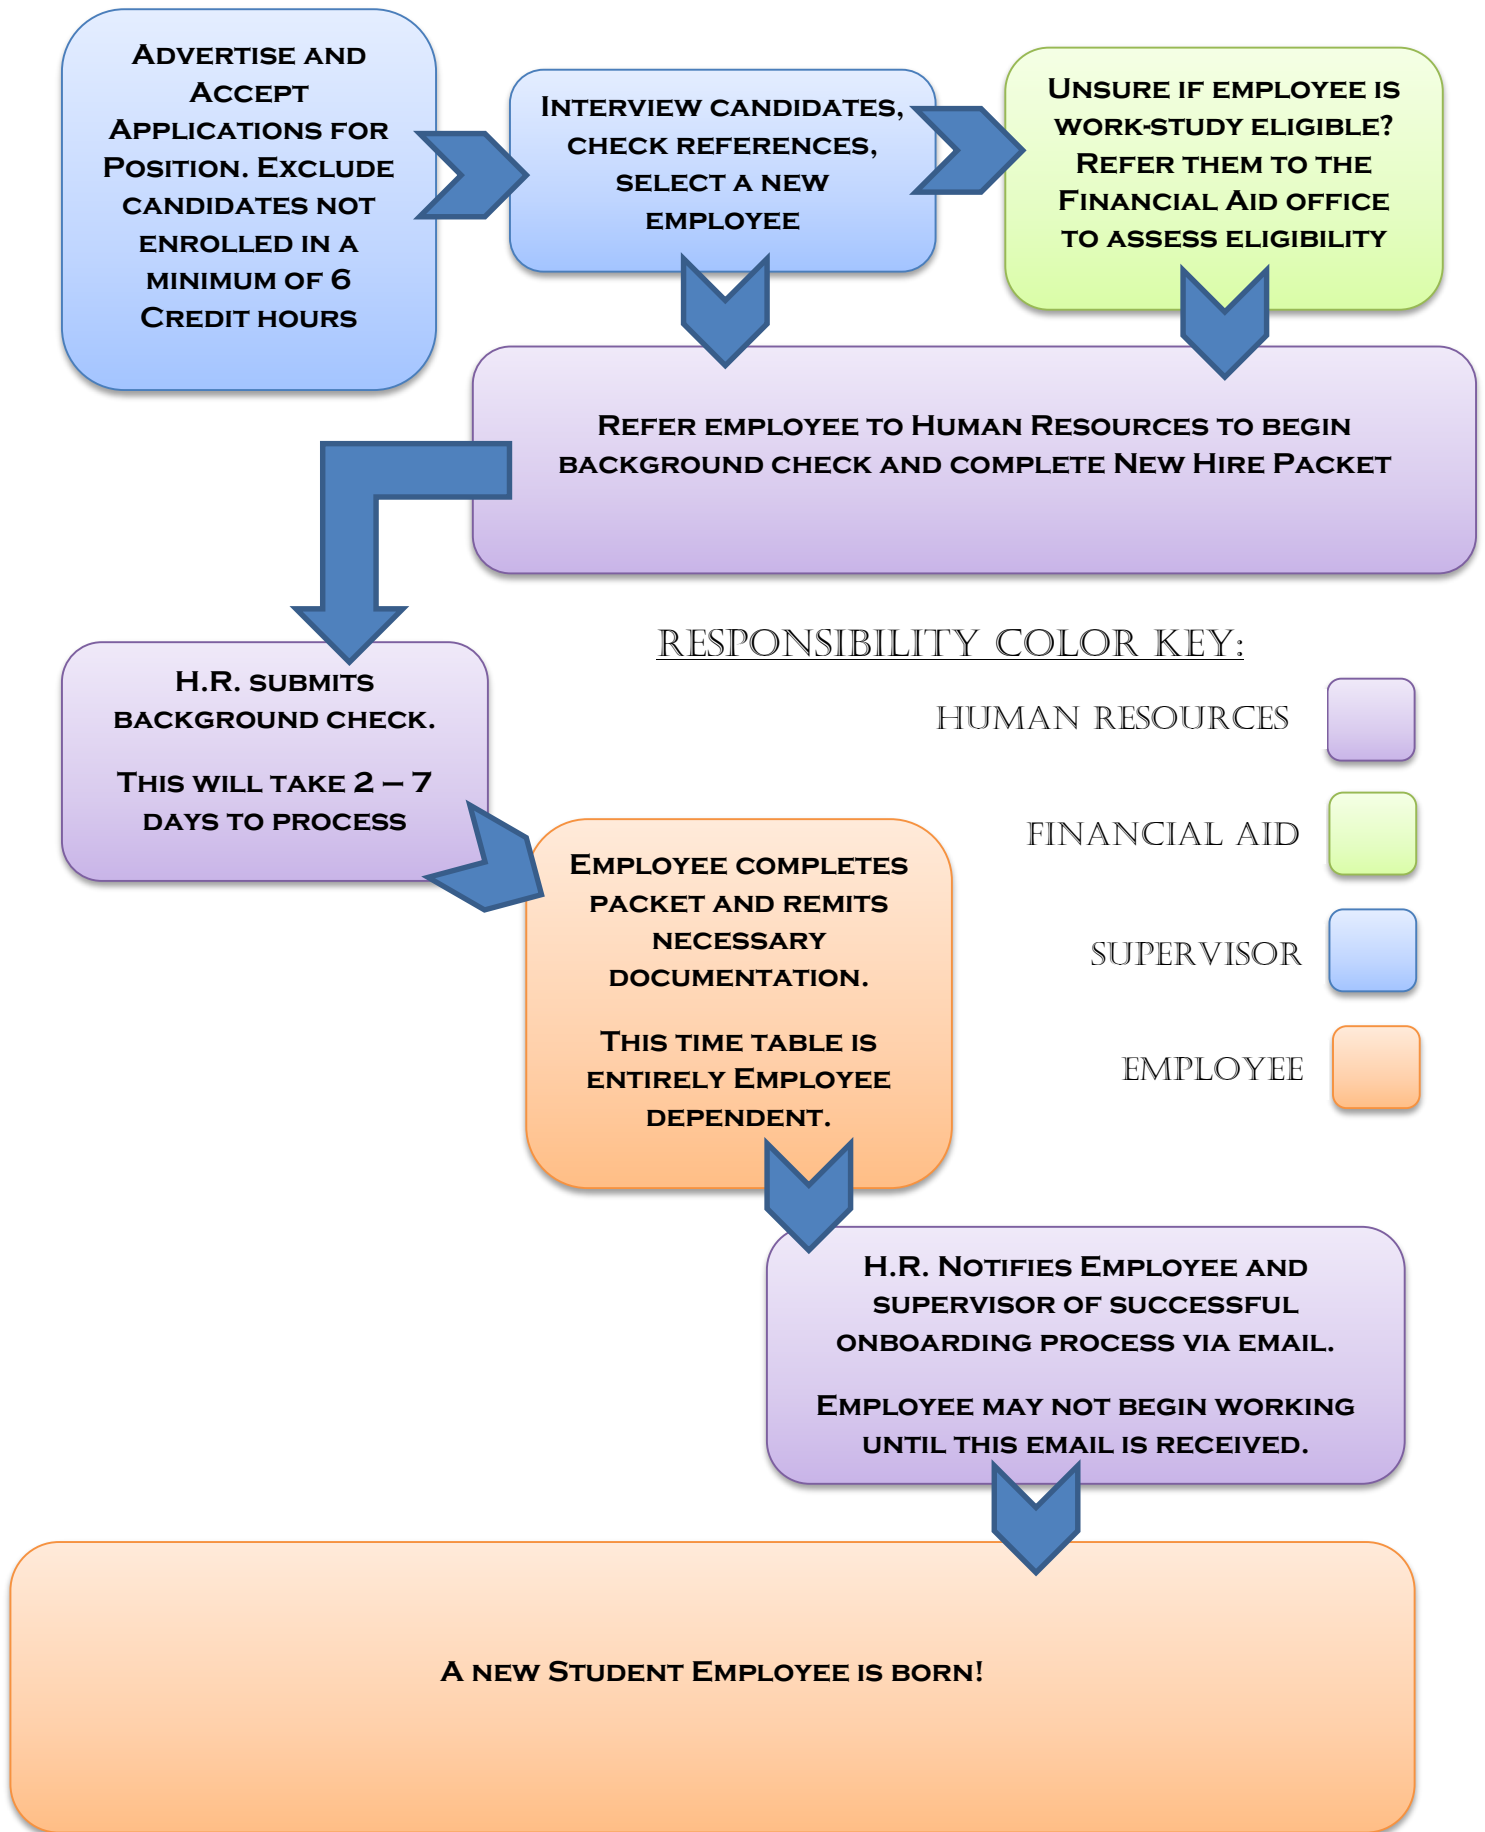 Advertise and
Accept
Applications for
Position. Exclude
candidates not
enrolled in a
minimum of 6
Credit hours
Interview candidates,
check references,
select a new
employee
Unsure if employee is
work-study eligible?
Refer them to the
Financial Aid office
to assess eligibility
Refer employee to Human Resources to begin
background check and complete New Hire Packet
H.R. submits
background check.
This will take 2 – 7
days to process
Responsibility Color Key:
Human Resources
Financial Aid
Supervisor
Employee
Employee completes
packet and remits
necessary
documentation.
This time table is
entirely Employee
dependent.
H.R. Notifies Employee and
supervisor of successful
onboarding process via email.
Employee may not begin working
until this email is received.
A new Student Employee is born!